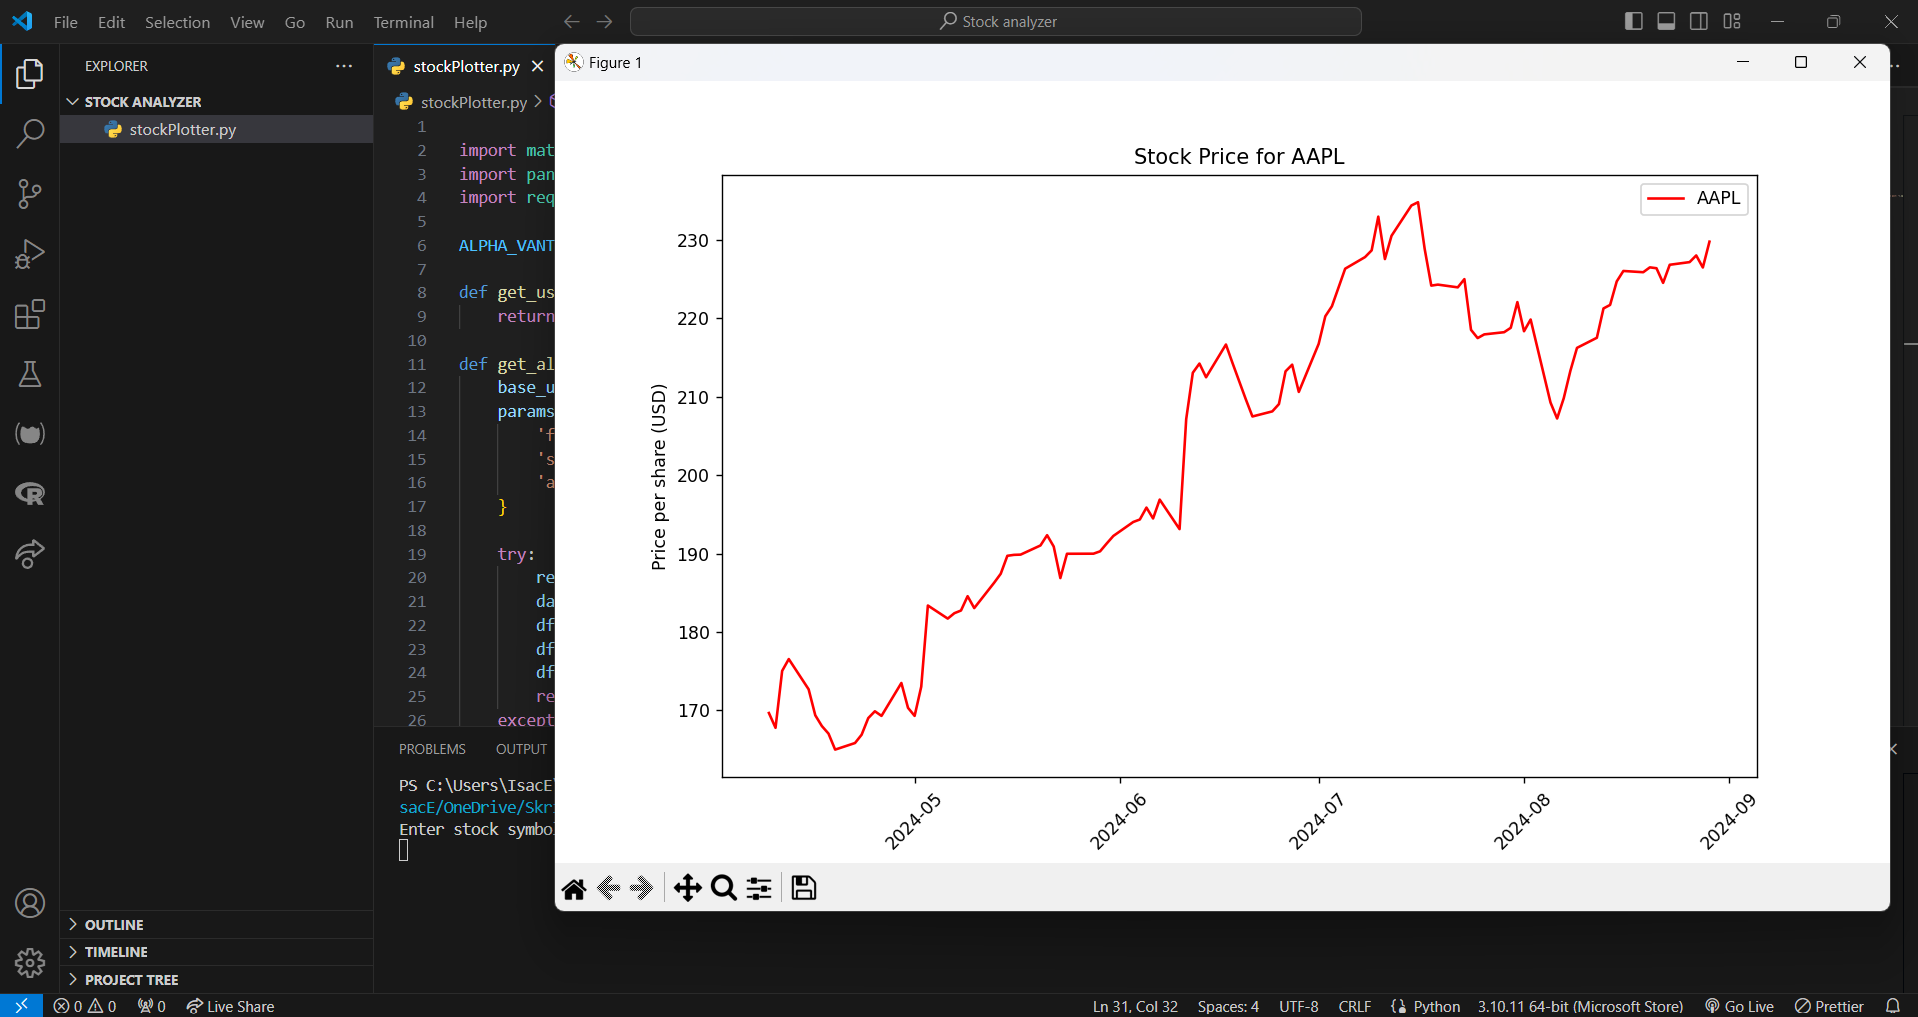 File Edit Selection View Go Run Terminal Help
Stock analyzer
EXPLORER
STOCK ANALYZER
stockPlotter.py
OUTLINE
TIMELINE
PROJECT TREE
stockPlotter.py
stockPlotter.py
1
2 import mat
3 import pan
4 import req
5
6 ALPHA_VANT
7
8 def get_us
9 return
10
11 def get_al
12 base_u
13 params
14 'f
15 's
16 'a
17 }
18
19 try:
20 re
21 da
22 df
23 df
24 df
25 re
26 except
PROBLEMS OUTPUT
PS C:\Users\IsacE\
sacE/OneDrive/Skr
Enter stock symbo
Figure 1
Stock Price for AAPL
AAPL
Price per share (USD)
230
220
210
200
190
180
170
2024-05 2024-06 2024-07 2024-08 2024-09
0 0 0 Live Share Ln 31, Col 32 Spaces: 4 UTF-8 CRLF Python 3.10.11 64-bit (Microsoft Store) Go Live Prettier